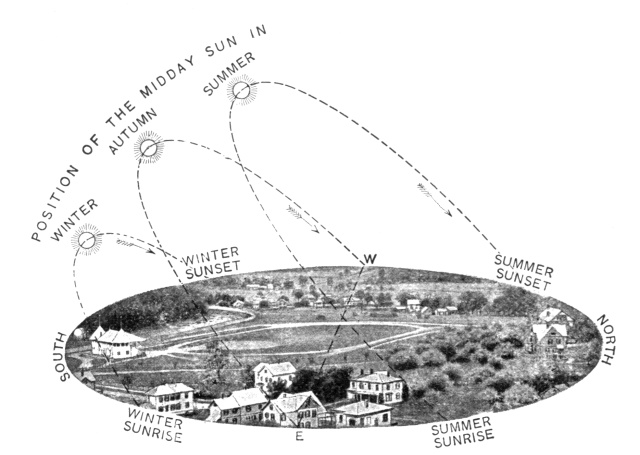 POSITION OF THE MIDDAY SUN IN
SUMMER
AUTUMN
WINTER
WINTER
SUNSET
W
SUMMER
SUNSET
SOUTH
NORTH
WINTER
SUNRISE
E
SUMMER
SUNRISE